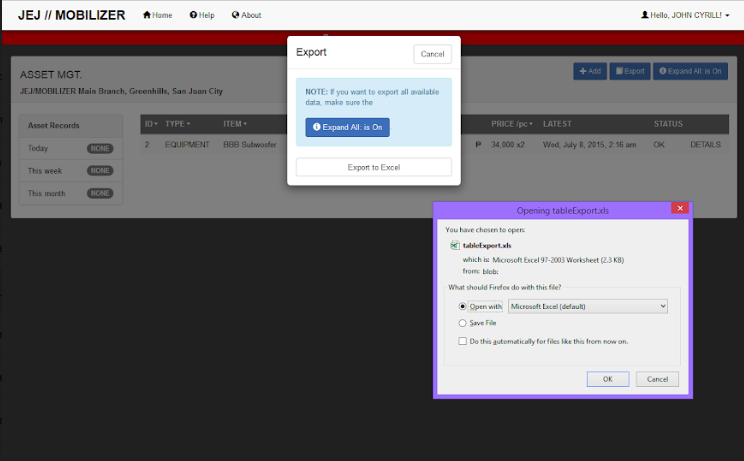 JEJ // MOBILIZER Home Help About Hello, JOHN CYRILL!
Export Cancel
NOTE: If you want to export all available
data, make sure the
Expand All: is On
Export to Excel
ASSET MGT.
JEJ/MOBILIZER Main Branch, Greenhills, San Juan City
Add Export Expand All: is On
Asset Records
Today NONE
This week NONE
This month NONE
ID TYPE ITEM PRICE /pc LATEST STATUS
2 EQUIPMENT BBB Subwoofer ₱ 34,000 x2 Wed, July 8, 2015, 2:16 am OK DETAILS
Opening tableExport.xls
You have chosen to open:
tableExport.xls
which is: Microsoft Excel 97-2003 Worksheet (2.3 KB)
from: blob:
What should Firefox do with this file?
Open with Microsoft Excel (default)
Save File
Do this automatically for files like this from now on.
OK Cancel